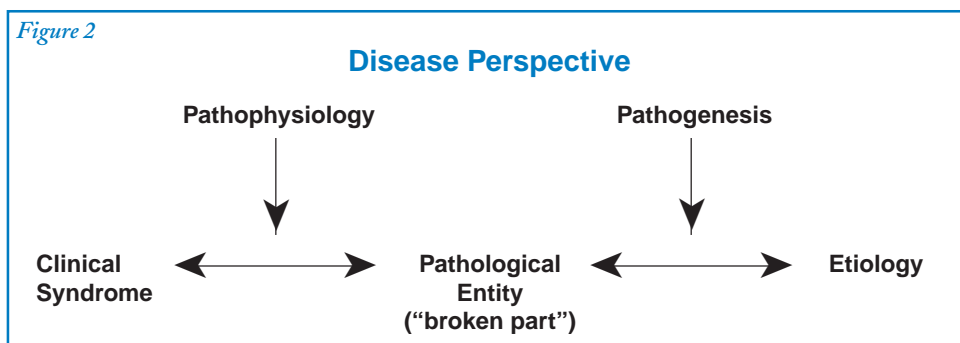 Figure 2
Disease Perspective
Pathophysiology
Pathogenesis
Clinical
Syndrome
Pathological
Entity
(“broken part”)
Etiology